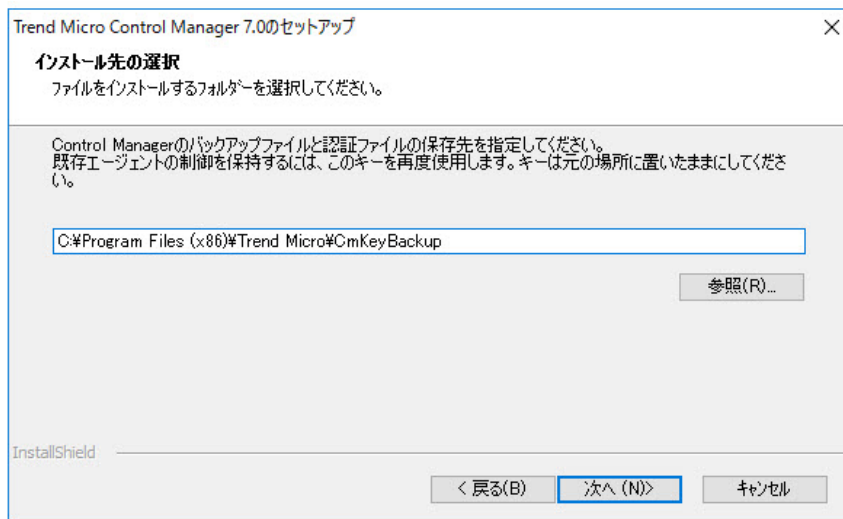 Trend Micro Control Manager 7.0のセットアップ
インストール先の選択
ファイルをインストールするフォルダーを選択してください。
Control Managerのバックアップファイルと認証ファイルの保存先を指定してください。
既存エージェントの制御を保持するには、このキーを再度使用します。キーは元の場所に置いたままにしてくださ
い。
C:¥Program Files (x86)¥Trend Micro¥CmKeyBackup
参照(R)...
InstallShield
< 戻る(B)
次へ (N)>
キャンセル